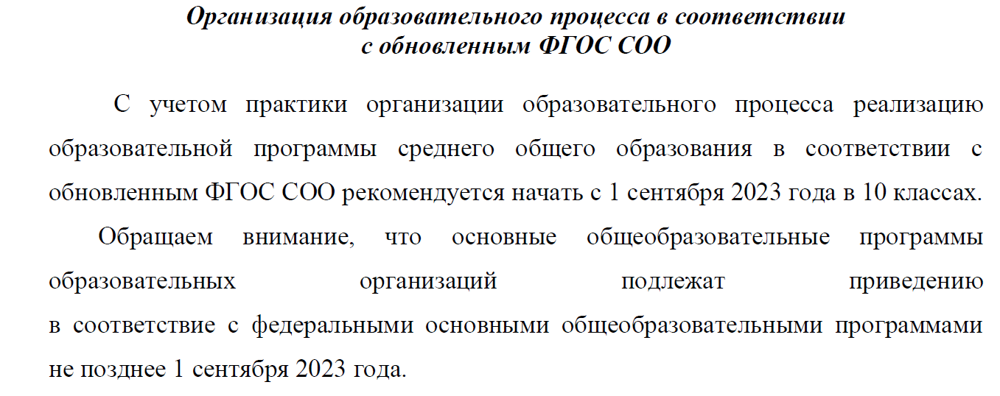 Организация образовательного процесса в соответствии
с обновленным ФГОС СОО
С учетом практики организации образовательного процесса реализацию
образовательной программы среднего общего образования в соответствии с
обновленным ФГОС СОО рекомендуется начать с 1 сентября 2023 года в 10 классах.
Обращаем внимание, что основные общеобразовательные программы
образовательных организаций подлежат приведению
в соответствие с федеральными основными общеобразовательными программами
не позднее 1 сентября 2023 года.